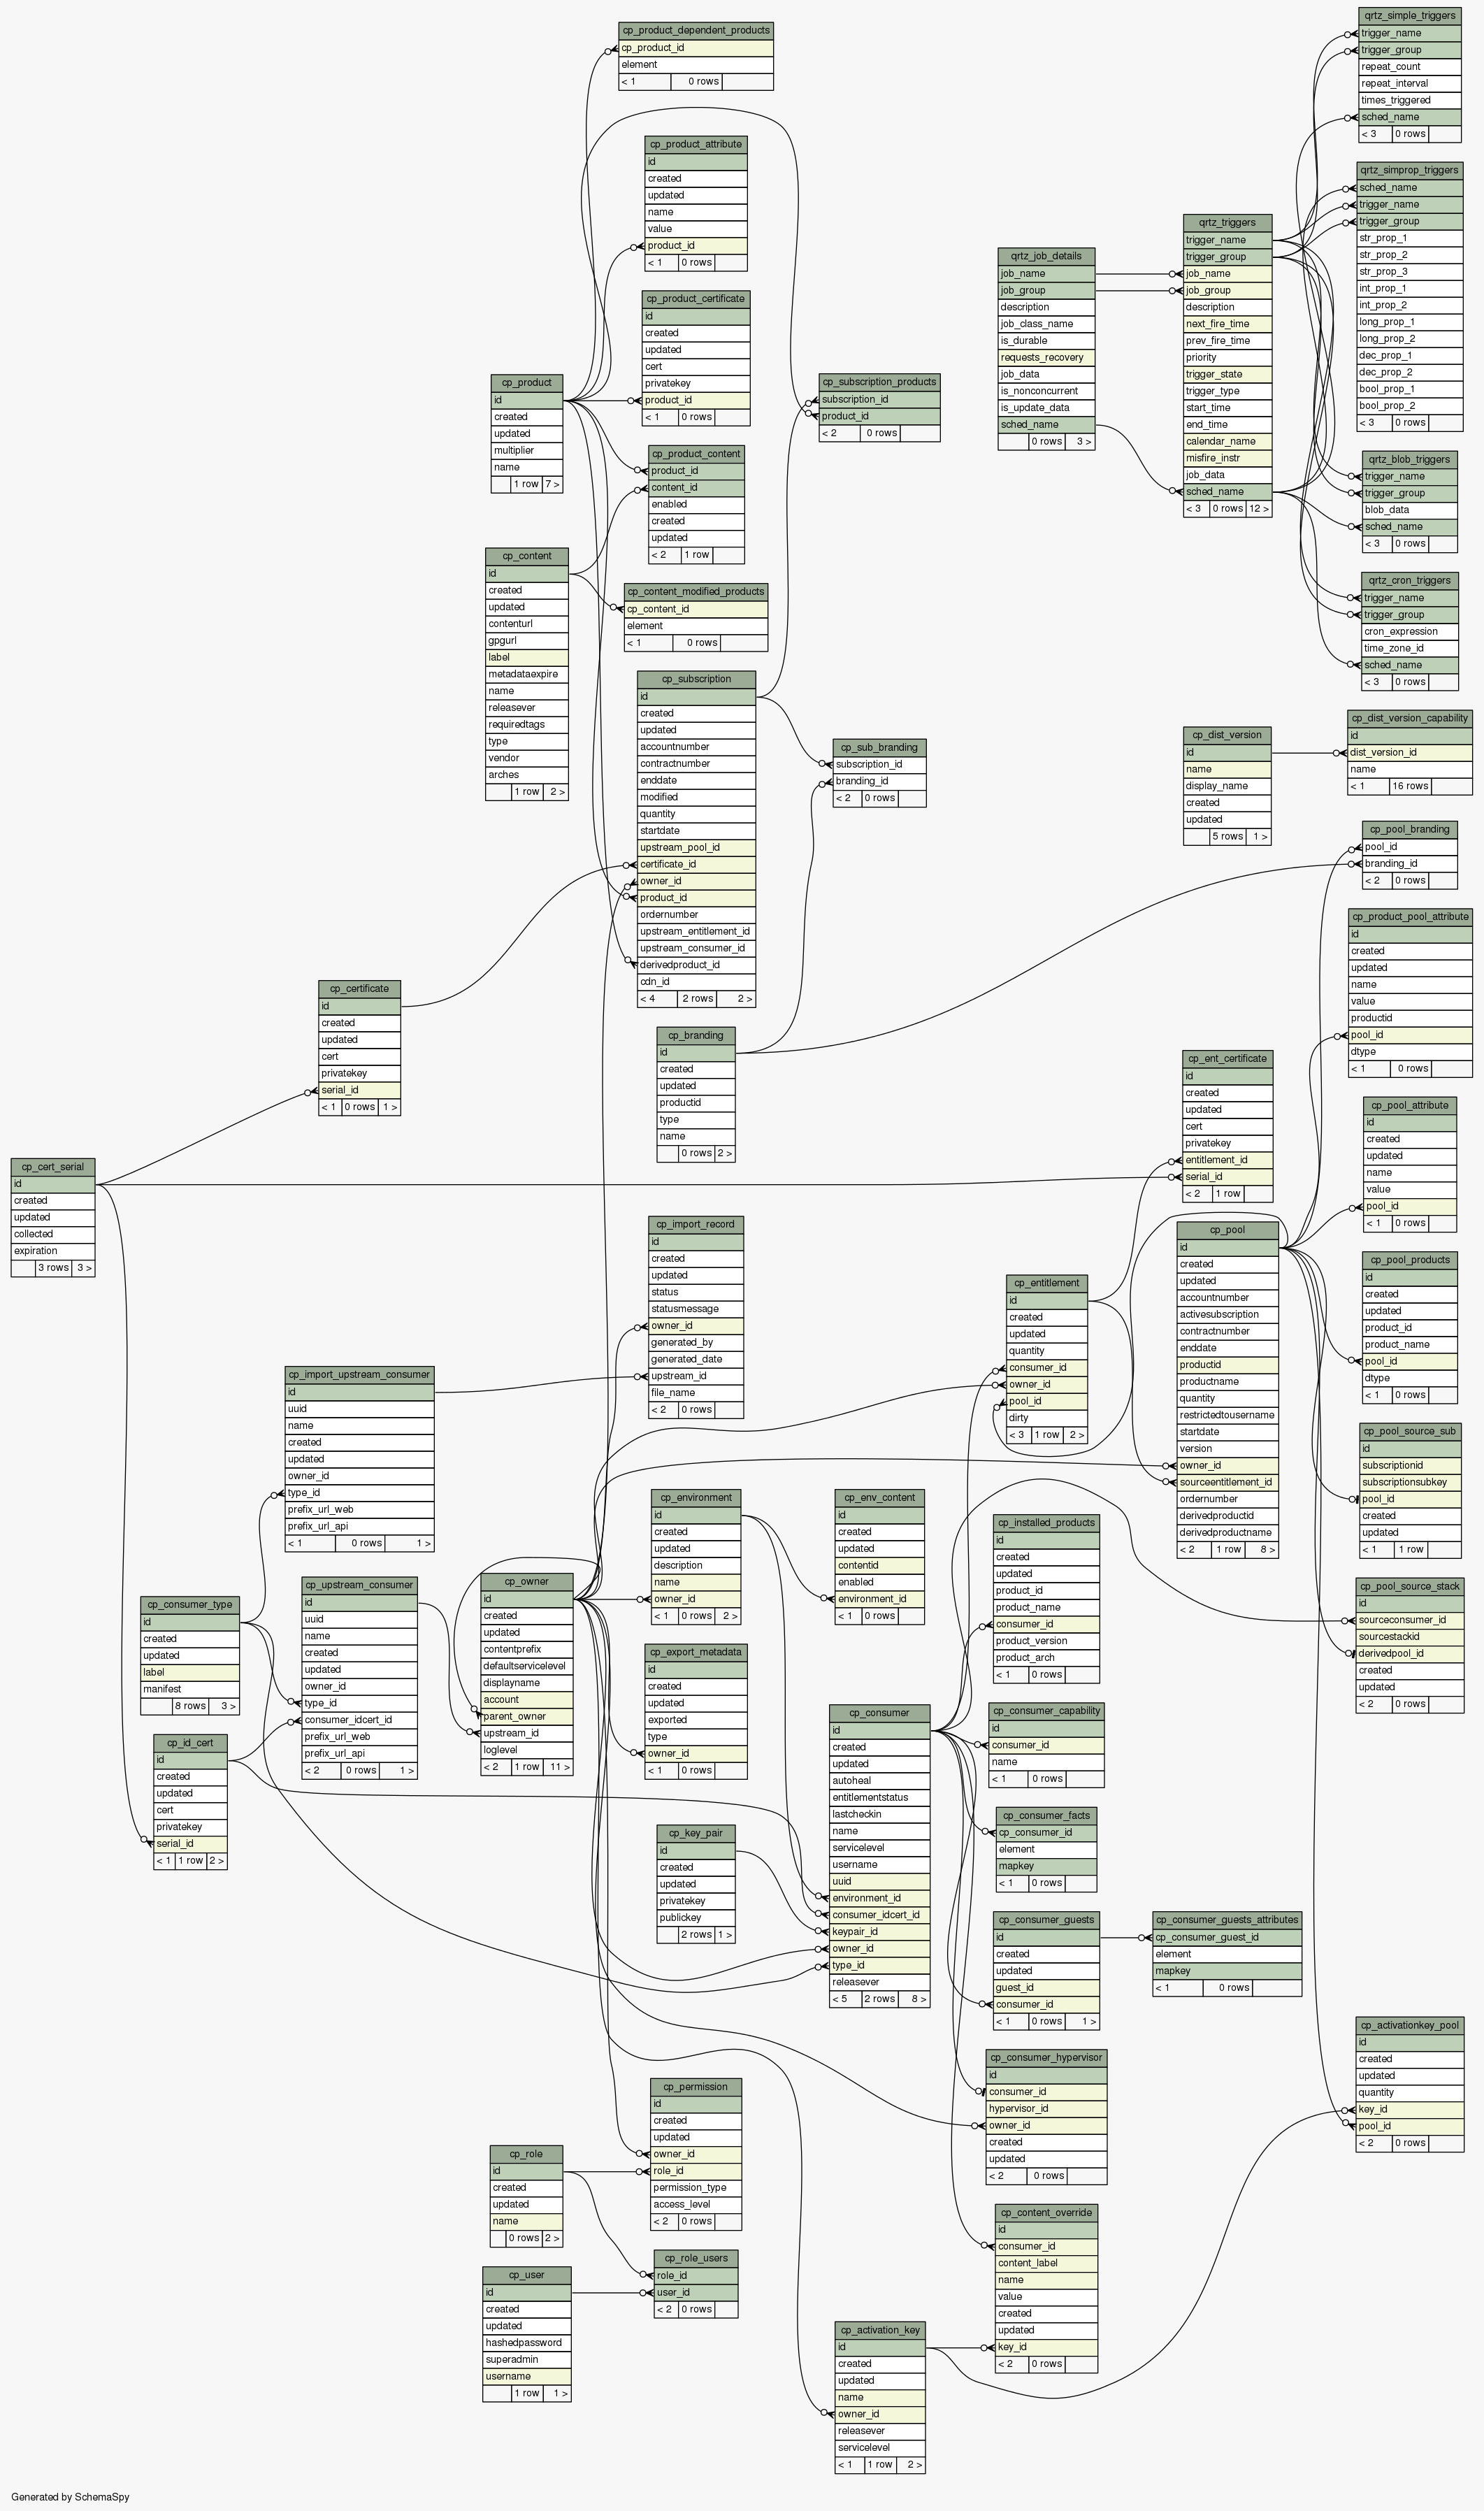 cp_product_dependent_products
cp_product_id
element
< 1 0 rows
cp_product_attribute
id
created
updated
name
value
product_id
< 1 0 rows
cp_product_certificate
id
created
updated
cert
privatekey
product_id
< 1 0 rows
cp_product
id
created
updated
multiplier
name
1 row 7 >
cp_product_content
product_id
content_id
enabled
created
updated
< 2 1 row
cp_subscription_products
subscription_id
product_id
< 2 0 rows
cp_content
id
created
updated
contenturl
gpgurl
label
metadataexpire
name
releasever
requiredtags
type
vendor
arches
1 row 2 >
cp_content_modified_products
cp_content_id
element
< 1 0 rows
cp_subscription
id
created
updated
accountnumber
contractnumber
enddate
modified
quantity
startdate
upstream_pool_id
certificate_id
owner_id
product_id
ordernumber
upstream_entitlement_id
upstream_consumer_id
derivedproduct_id
cdn_id
< 4 2 rows 2 >
cp_sub_branding
subscription_id
branding_id
< 2 0 rows
qrtz_simple_triggers
trigger_name
trigger_group
repeat_count
repeat_interval
times_triggered
sched_name
< 3 0 rows
qrtz_simprop_triggers
sched_name
trigger_name
trigger_group
str_prop_1
str_prop_2
str_prop_3
int_prop_1
int_prop_2
long_prop_1
long_prop_2
dec_prop_1
dec_prop_2
bool_prop_1
bool_prop_2
< 3 0 rows
qrtz_triggers
trigger_name
trigger_group
job_name
job_group
description
next_fire_time
prev_fire_time
priority
trigger_state
trigger_type
start_time
end_time
calendar_name
misfire_instr
job_data
sched_name
< 3 0 rows 12 >
qrtz_job_details
job_name
job_group
description
job_class_name
is_durable
requests_recovery
job_data
is_nonconcurrent
is_update_data
sched_name
0 rows 3 >
qrtz_blob_triggers
trigger_name
trigger_group
blob_data
sched_name
< 3 0 rows
qrtz_cron_triggers
trigger_name
trigger_group
cron_expression
time_zone_id
sched_name
< 3 0 rows
cp_dist_version_capability
id
dist_version_id
name
< 1 16 rows
cp_dist_version
id
name
display_name
created
updated
5 rows 1 >
cp_pool_branding
pool_id
branding_id
< 2 0 rows
cp_product_pool_attribute
id
created
updated
name
value
productid
pool_id
dtype
< 1 0 rows
cp_certificate
id
created
updated
cert
privatekey
serial_id
< 1 0 rows 1 >
cp_branding
id
created
updated
productid
type
name
0 rows 2 >
cp_ent_certificate
id
created
updated
cert
privatekey
entitlement_id
serial_id
< 2 1 row
cp_pool_attribute
id
created
updated
name
value
pool_id
< 1 0 rows
cp_cert_serial
id
created
updated
collected
expiration
3 rows 3 >
cp_import_record
id
created
updated
status
statusmessage
owner_id
generated_by
generated_date
upstream_id
file_name
< 2 0 rows
cp_entitlement
id
created
updated
quantity
consumer_id
owner_id
pool_id
dirty
< 3 1 row 2 >
cp_pool
id
created
updated
accountnumber
activesubscription
contractnumber
enddate
productid
productname
quantity
restrictedtousername
startdate
version
owner_id
sourceentitlement_id
ordernumber
derivedproductid
derivedproductname
< 2 1 row 8 >
cp_pool_products
id
created
updated
product_id
product_name
pool_id
dtype
< 1 0 rows
cp_pool_source_sub
id
subscriptionid
subscriptionsubkey
pool_id
created
updated
< 1 1 row
cp_pool_source_stack
id
sourceconsumer_id
sourcestackid
derivedpool_id
created
updated
< 2 0 rows
cp_import_upstream_consumer
id
uuid
name
created
updated
owner_id
type_id
prefix_url_web
prefix_url_api
< 1 0 rows 1 >
cp_consumer_type
id
created
updated
label
manifest
8 rows 3 >
cp_upstream_consumer
id
uuid
name
created
updated
owner_id
type_id
consumer_idcert_id
prefix_url_web
prefix_url_api
< 2 0 rows 1 >
cp_id_cert
id
created
updated
cert
privatekey
serial_id
< 1 1 row 2 >
cp_owner
id
created
updated
contentprefix
defaultservicelevel
displayname
account
parent_owner
upstream_id
loglevel
< 2 1 row 11 >
cp_environment
id
created
updated
description
name
owner_id
< 1 0 rows 2 >
cp_env_content
id
created
updated
contentid
enabled
environment_id
< 1 0 rows
cp_export_metadata
id
created
updated
exported
type
owner_id
< 1 0 rows
cp_key_pair
id
created
updated
privatekey
publickey
2 rows 1 >
cp_consumer
id
created
updated
autoheal
entitlementstatus
lastcheckin
name
servicelevel
username
uuid
environment_id
consumer_idcert_id
keypair_id
owner_id
type_id
releasever
< 5 2 rows 8 >
cp_installed_products
id
created
updated
product_id
product_name
consumer_id
product_version
product_arch
< 1 0 rows
cp_consumer_capability
id
consumer_id
name
< 1 0 rows
cp_consumer_facts
cp_consumer_id
element
mapkey
< 1 0 rows
cp_consumer_guests
id
created
updated
guest_id
consumer_id
< 1 0 rows 1 >
cp_consumer_guests_attributes
cp_consumer_guest_id
element
mapkey
< 1 0 rows
cp_consumer_hypervisor
id
consumer_id
hypervisor_id
owner_id
created
updated
< 2 0 rows
cp_activationkey_pool
id
created
updated
quantity
key_id
pool_id
< 2 0 rows
cp_permission
id
created
updated
owner_id
role_id
permission_type
access_level
< 2 0 rows
cp_role
id
created
updated
name
0 rows 2 >
cp_role_users
role_id
user_id
< 2 0 rows
cp_user
id
created
updated
hashedpassword
superadmin
username
1 row 1 >
cp_content_override
id
consumer_id
content_label
name
value
created
updated
key_id
< 2 0 rows
cp_activation_key
id
created
updated
name
owner_id
releasever
servicelevel
< 1 1 row 2 >
Generated by SchemaSpy